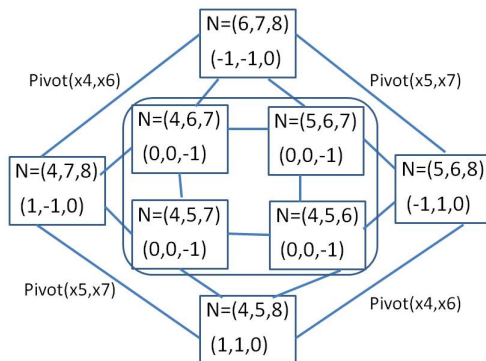 N=(6,7,8)
(-1,-1,0)
Pivot(x4,x6)
Pivot(x5,x7)
N=(4,6,7)
(0,0,-1)
N=(5,6,7)
(0,0,-1)
N=(4,7,8)
(1,-1,0)
N=(5,6,8)
(-1,1,0)
N=(4,5,7)
(0,0,-1)
N=(4,5,6)
(0,0,-1)
Pivot(x5,x7)
Pivot(x4,x6)
N=(4,5,8)
(1,1,0)